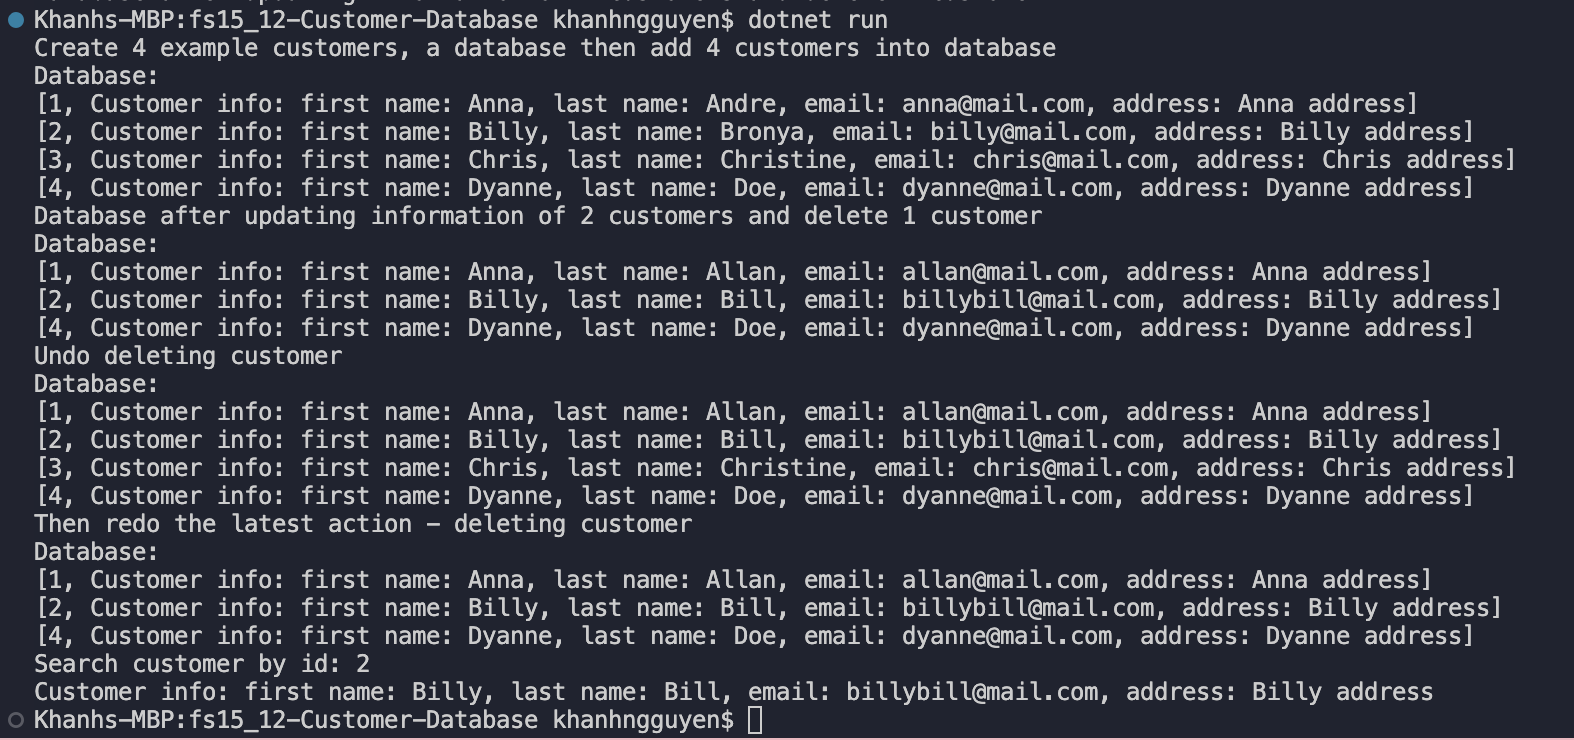 Khanhs-MBP:fs15_12-Customer-Database khanhngguyen$ dotnet run
Create 4 example customers, a database then add 4 customers into database
Database:
[1, Customer info: first name: Anna, last name: Andre, email: anna@mail.com, address: Anna address]
[2, Customer info: first name: Billy, last name: Bronya, email: billy@mail.com, address: Billy address]
[3, Customer info: first name: Chris, last name: Christine, email: chris@mail.com, address: Chris address]
[4, Customer info: first name: Dyanne, last name: Doe, email: dyanne@mail.com, address: Dyanne address]
Database after updating information of 2 customers and delete 1 customer
Database:
[1, Customer info: first name: Anna, last name: Allan, email: allan@mail.com, address: Anna address]
[2, Customer info: first name: Billy, last name: Bill, email: billybill@mail.com, address: Billy address]
[4, Customer info: first name: Dyanne, last name: Doe, email: dyanne@mail.com, address: Dyanne address]
Undo deleting customer
Database:
[1, Customer info: first name: Anna, last name: Allan, email: allan@mail.com, address: Anna address]
[2, Customer info: first name: Billy, last name: Bill, email: billybill@mail.com, address: Billy address]
[3, Customer info: first name: Chris, last name: Christine, email: chris@mail.com, address: Chris address]
[4, Customer info: first name: Dyanne, last name: Doe, email: dyanne@mail.com, address: Dyanne address]
Then redo the latest action – deleting customer
Database:
[1, Customer info: first name: Anna, last name: Allan, email: allan@mail.com, address: Anna address]
[2, Customer info: first name: Billy, last name: Bill, email: billybill@mail.com, address: Billy address]
[4, Customer info: first name: Dyanne, last name: Doe, email: dyanne@mail.com, address: Dyanne address]
Search customer by id: 2
Customer info: first name: Billy, last name: Bill, email: billybill@mail.com, address: Billy address
Khanhs-MBP:fs15_12-Customer-Database khanhngguyen$